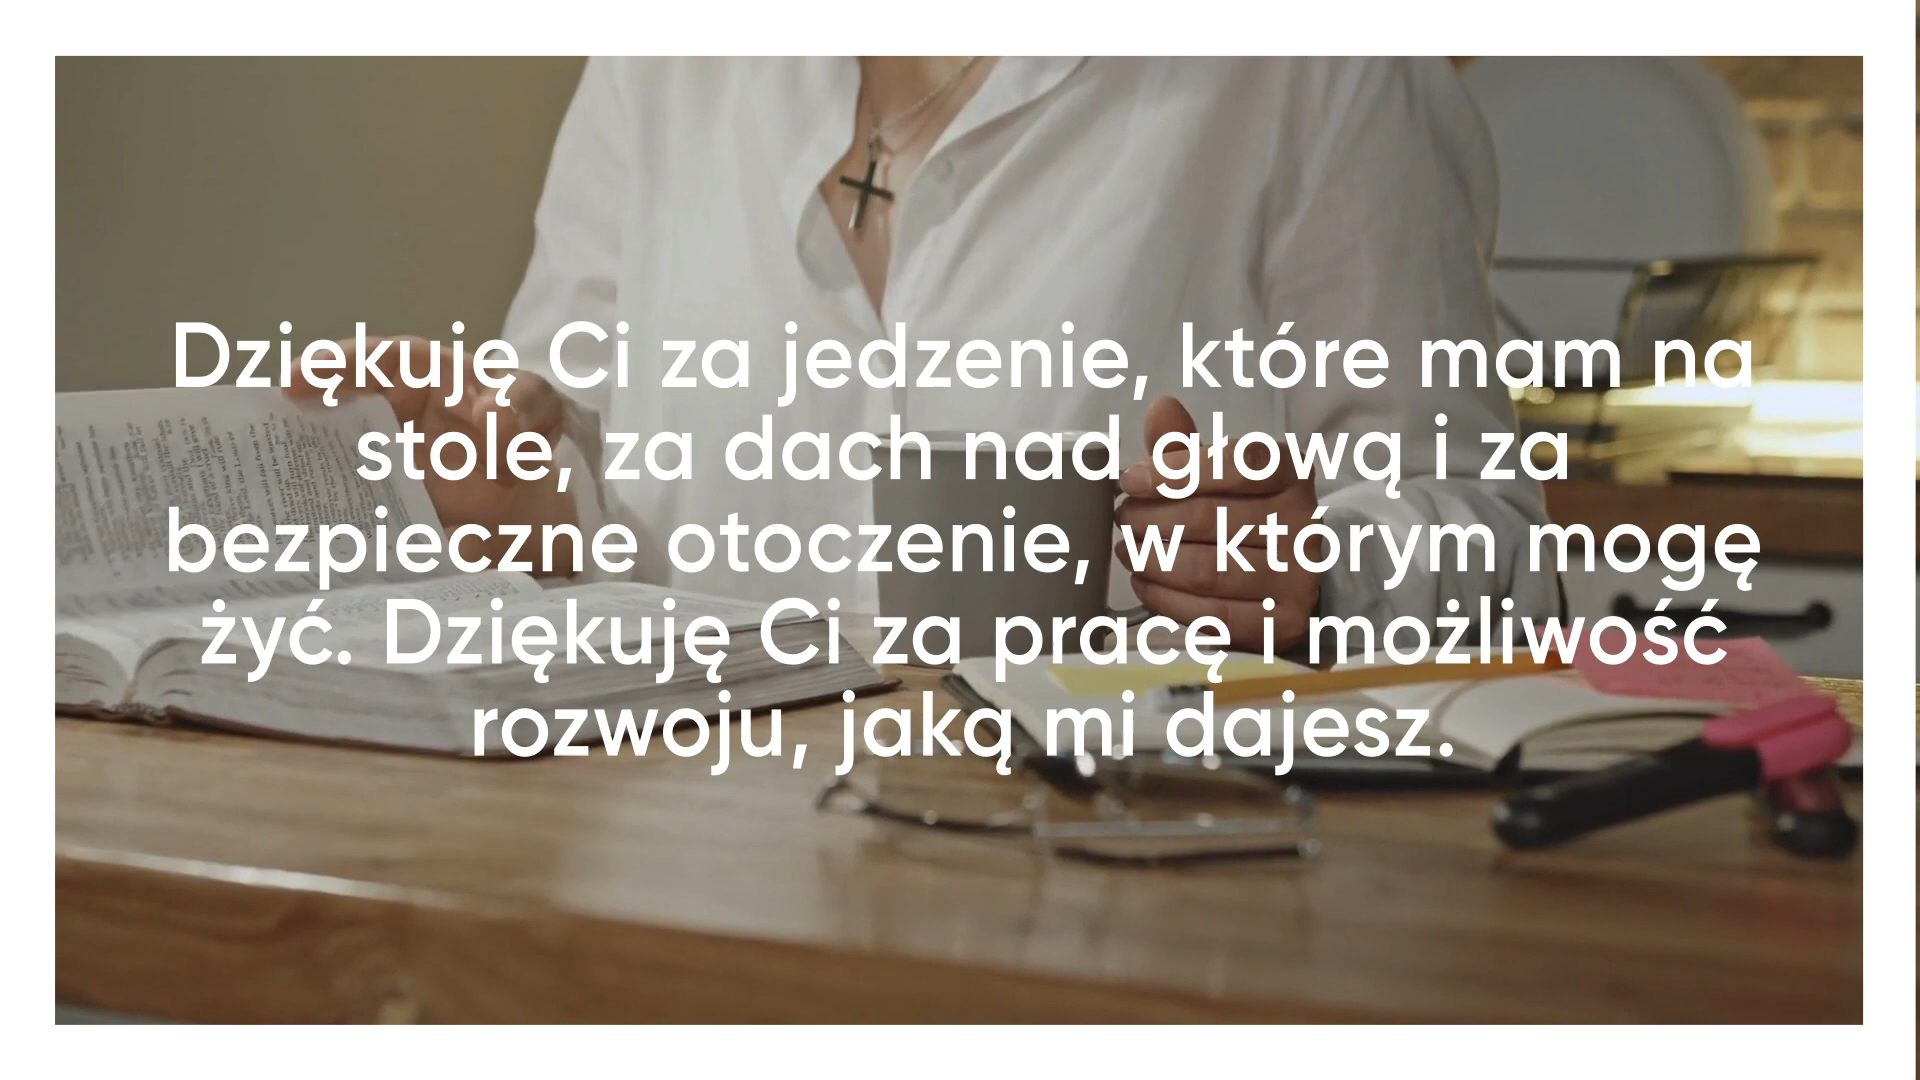 Dziękuję Ci za jedzenie, które mam na
stole, za dach nad głową i za
bezpieczne otoczenie, w którym mogę
żyć. Dziękuję Ci za pracę i możliwość
rozwoju, jaką mi dajesz.